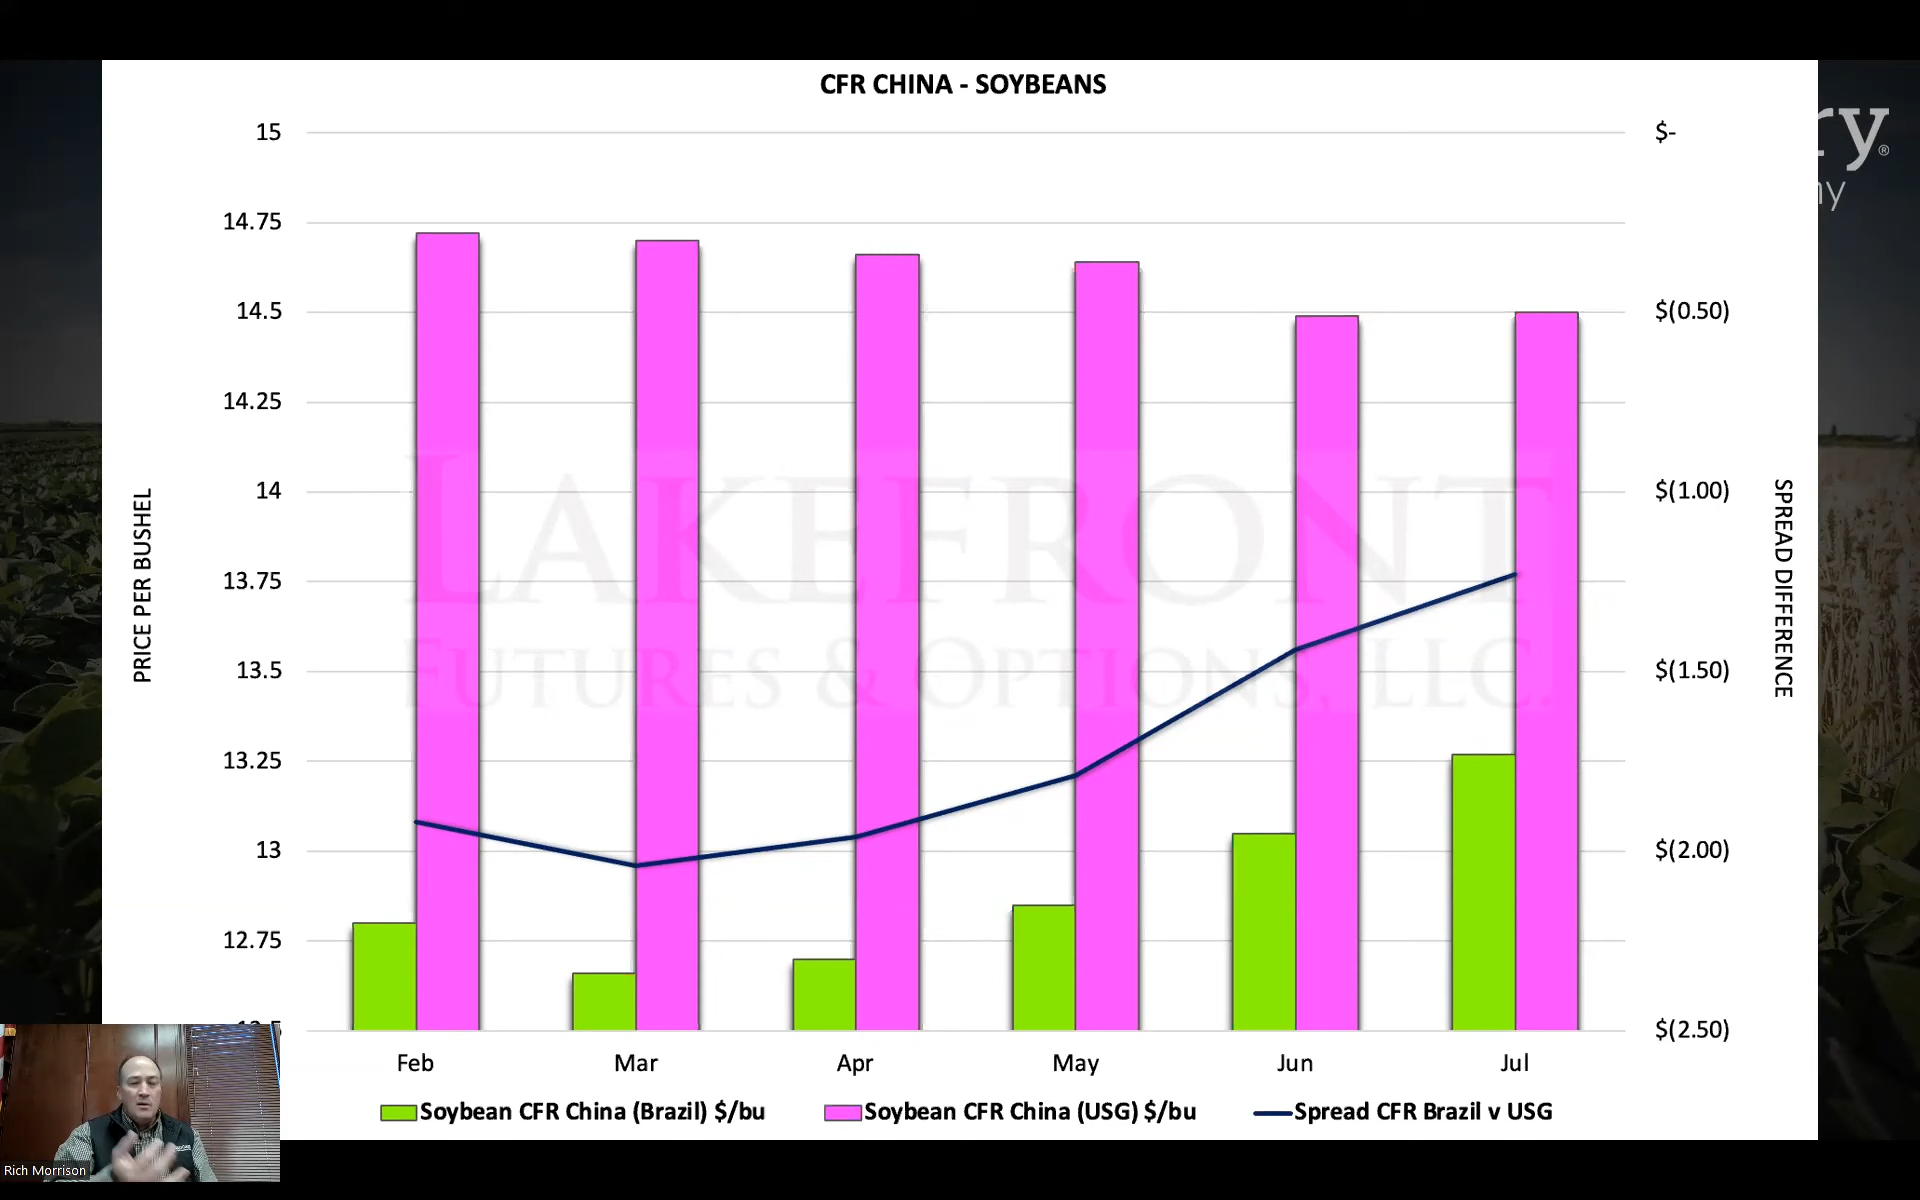 CFR CHINA - SOYBEANS
15
14.75
14.5
14.25
14
13.75
13.5
13.25
13
12.75
PRICE PER BUSHEL
$-
$(0.50)
$(1.00)
$(1.50)
$(2.00)
$(2.50)
SPREAD DIFFERENCE
LAKEFRONT
FUTURES & OPTIONS, LLC.
Feb Mar Apr May Jun Jul
Soybean CFR China (Brazil) $/bu Soybean CFR China (USG) $/bu Spread CFR Brazil v USG
Rich Morrison